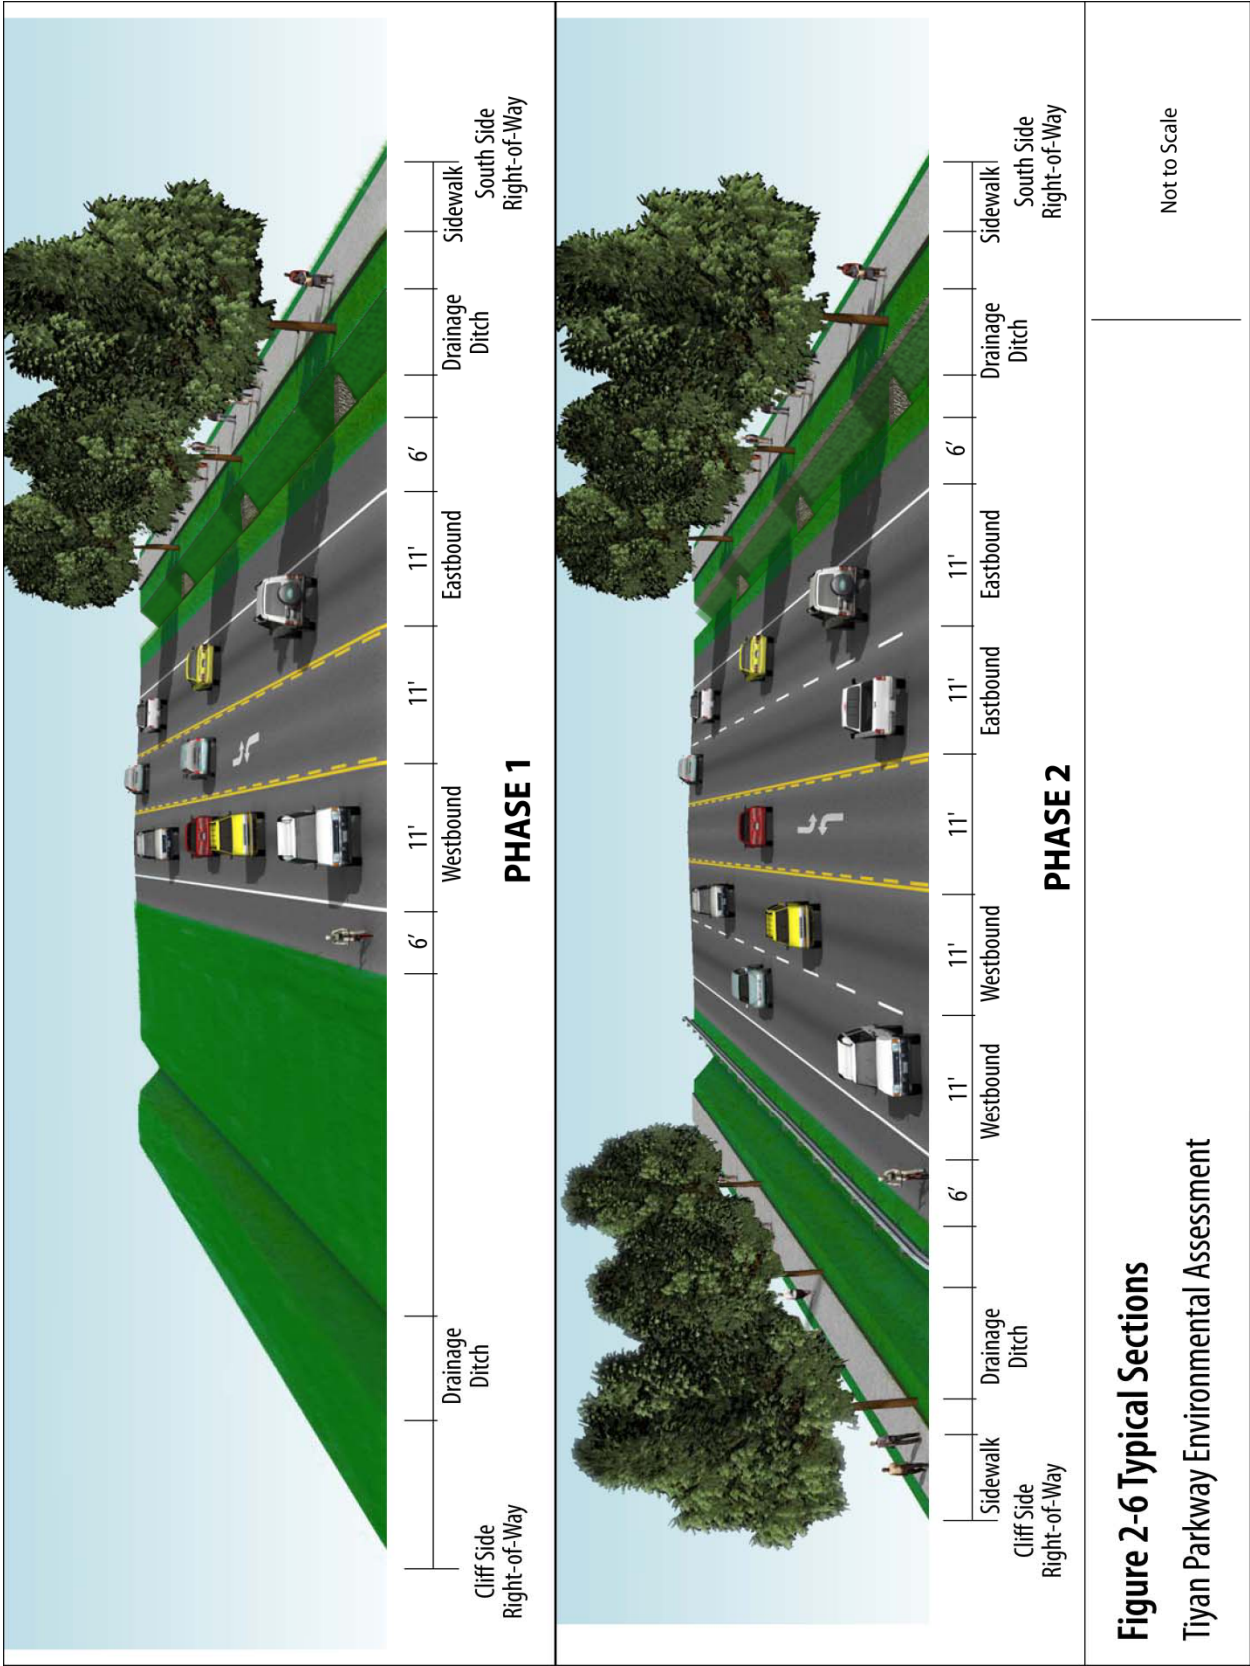 Cliff Side
Right-of-Way
Drainage
Ditch
6’
11'
Westbound
11'
11'
Eastbound
6’
Drainage
Ditch
Sidewalk
South Side
Right-of-Way
PHASE 1
Cliff Side
Right-of-Way
Sidewalk
Drainage
Ditch
6’
11'
Westbound
11'
Westbound
11'
11'
Eastbound
11'
Eastbound
6’
Drainage
Ditch
Sidewalk
South Side
Right-of-Way
PHASE 2
Figure 2-6 Typical Sections
Tiyan Parkway Environmental Assessment
Not to Scale